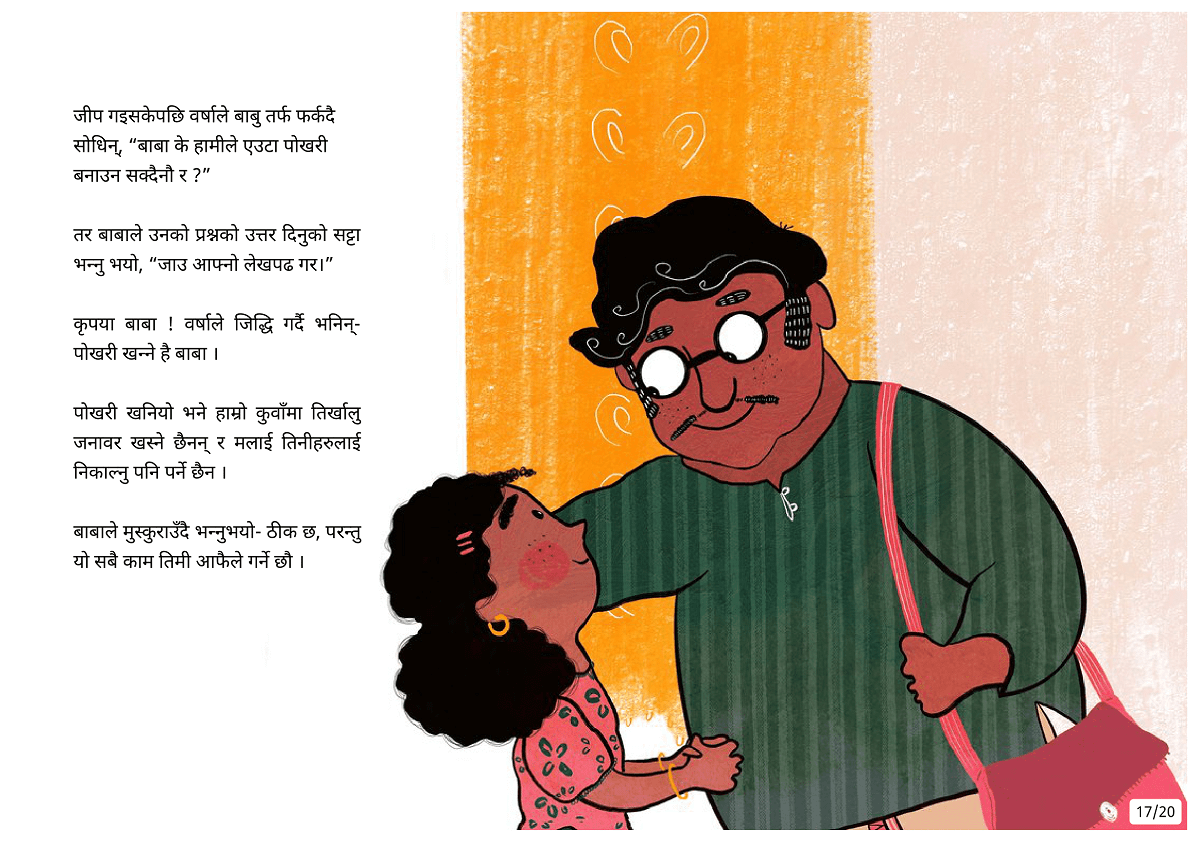 जीप गइसकेपछि वर्षाले बाबु तर्फ फर्कदै
सोधिन्, “बाबा के हामीले एउटा पोखरी
बनाउन सक्दैनौ र ?”
तर बाबाले उनको प्रश्नको उत्तर दिनुको सट्टा
भन्नु भयो, “जाउ आफ्नो लेखपढ गर।”
कृपया बाबा ! वर्षाले जिद्धि गर्दै भनिन्-
पोखरी खन्ने है बाबा ।
पोखरी खनियो भने हाम्रो कुवाँमा तिर्खालु
जनावर खस्ने छैनन् र मलाई तिनीहरुलाई
निकाल्नु पनि पर्ने छैन ।
बाबाले मुस्कुराउँदै भन्नुभयो- ठीक छ, परन्तु
यो सबै काम तिमी आफैले गर्ने छौ ।
17/20